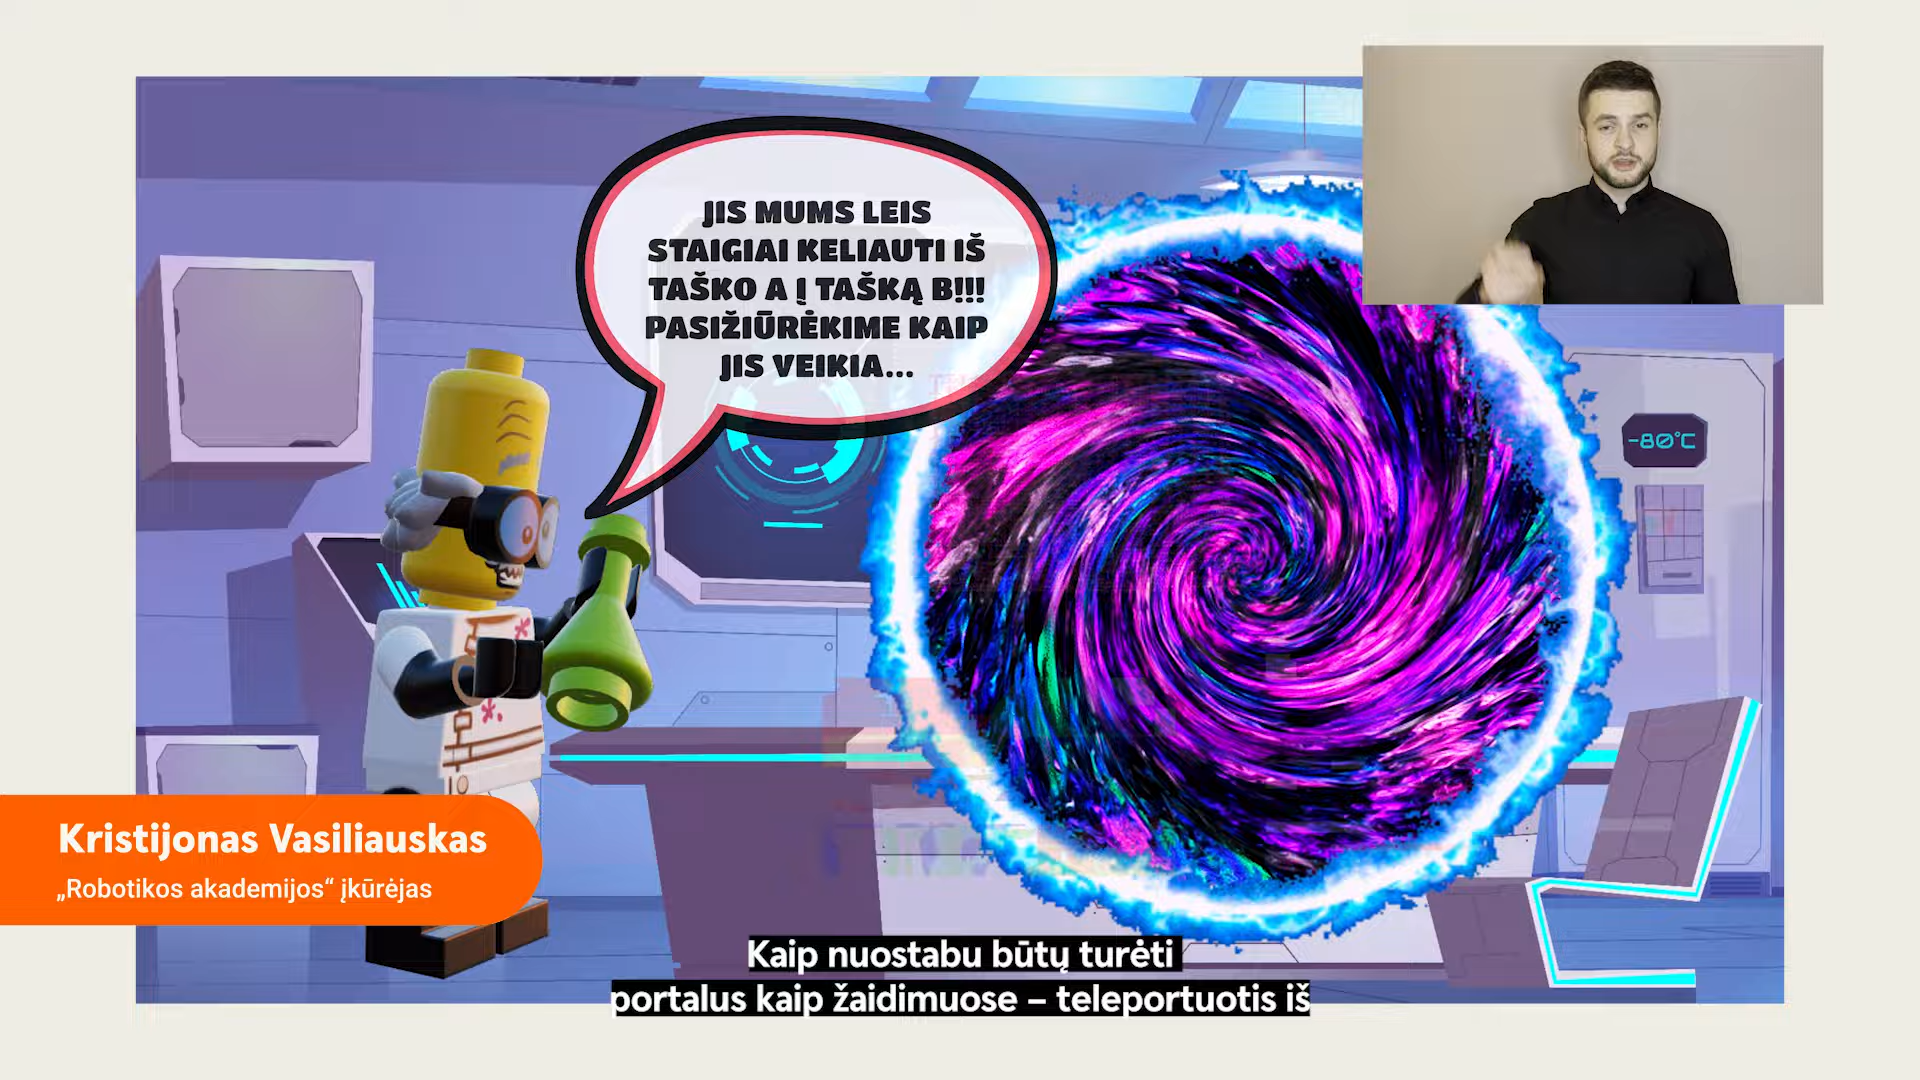 JIS MUMS LEIS
STAIGIAI KELIAUTI IŠ
TAŠKO A Į TAŠKĄ B!!!
PASIŽIŪRĖKIME KAIP
JIS VEIKIA...
-80°C
Kristijonas Vasiliauskas
„Robotikos akademijos“ įkūrėjas
Kaip nuostabu būtų turėti
portalus kaip žaidimuose – teleportuotis iš